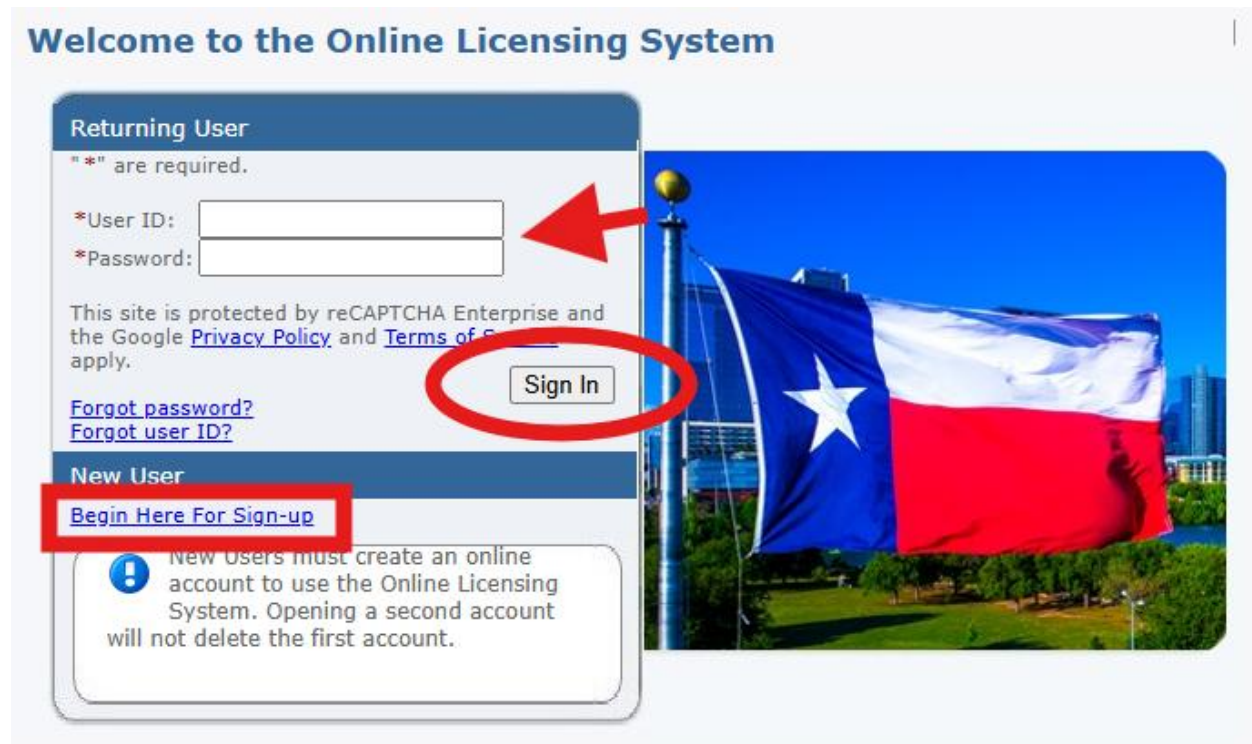 Welcome to the Online Licensing System
Returning User
"*" are required.
*User ID:
*Password:
This site is protected by reCAPTCHA Enterprise and
the Google Privacy Policy and Terms of
apply.
Sign In
Forgot password?
Forgot user ID?
New User
Begin Here For Sign-up
New Users must create an online
account to use the Online Licensing
System. Opening a second account
will not delete the first account.